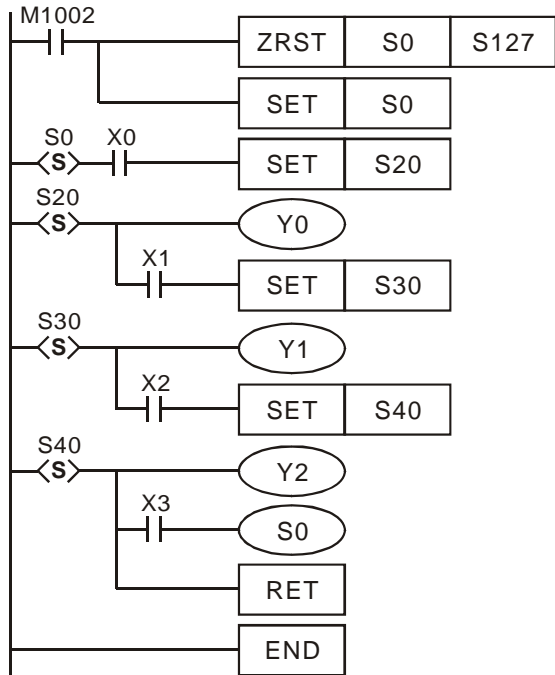 M1002
ZRST S0 S127
SET S0
S0 X0
S SET S20
S20
S Y0
X1
SET S30
S30
S Y1
X2
SET S40
S40
S Y2
X3
S0
RET
END